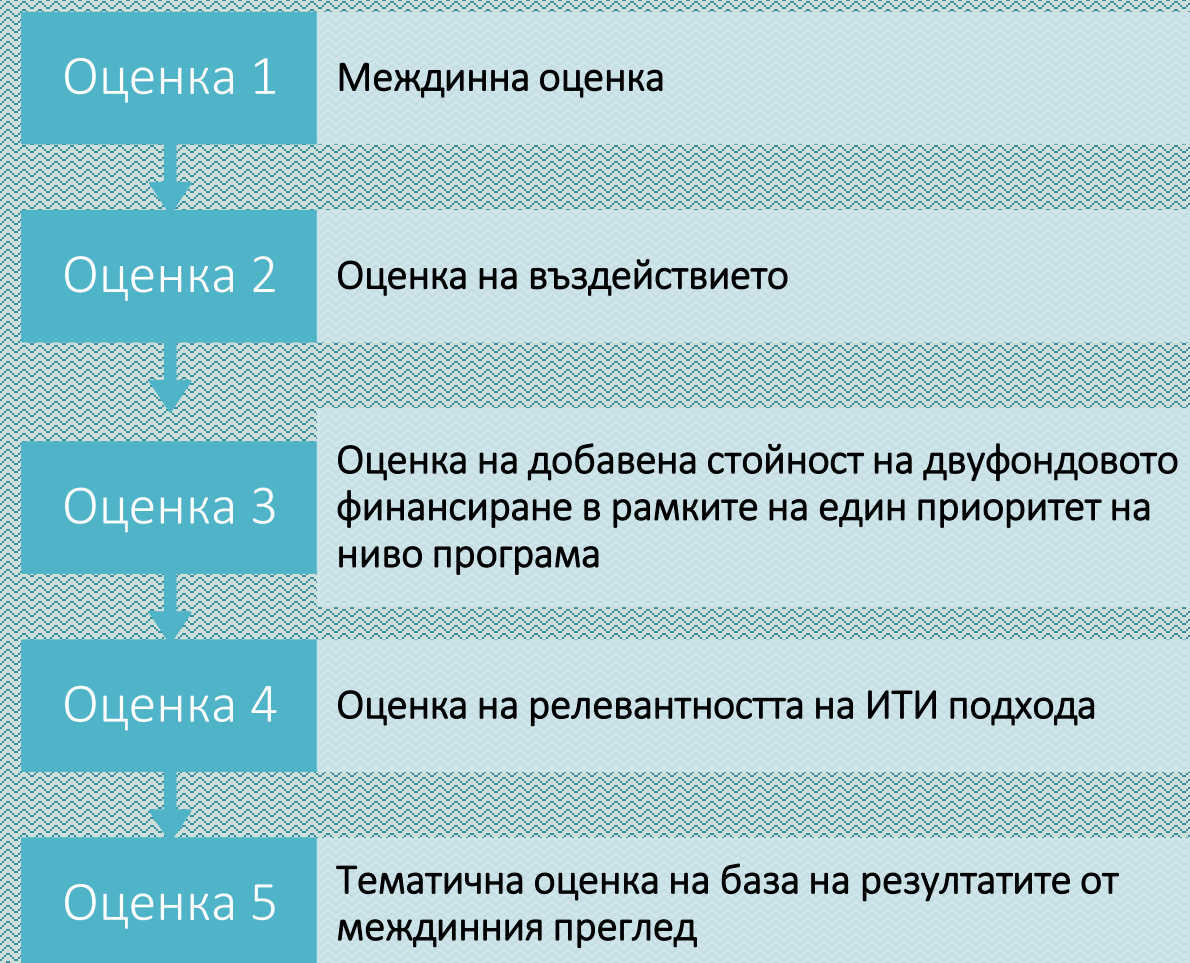 Оценка 1
Междинна оценка
Оценка 2
Оценка на въздействието
Оценка 3
Оценка на добавена стойност на двуфондовото
финансиране в рамките на един приоритет на
ниво програма
Оценка 4
Оценка на релевантността на ИТИ подхода
Оценка 5
Тематична оценка на база на резултатите от
междинния преглед